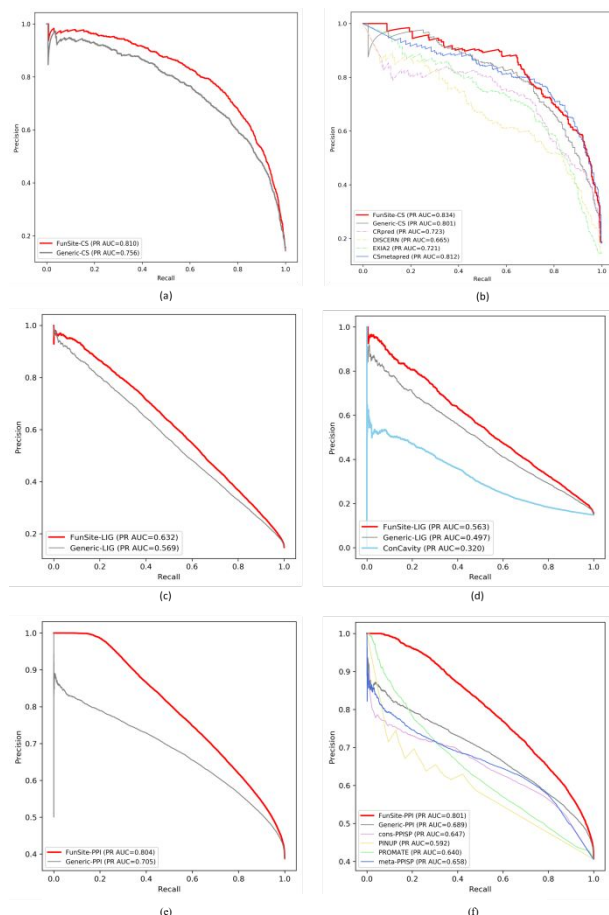 1.0
0.8
0.6
0.4
0.2
Precision
FunSite-CS (PR AUC=0.810)
Generic-CS (PR AUC=0.756)
0.0 0.2 0.4 0.6 0.8 1.0
Recall
(a)
1.0
0.8
0.6
0.4
0.2
Precision
FunSite-CS (PR AUC=0.834)
Generic-CS (PR AUC=0.801)
CRpred (PR AUC=0.723)
DISCERN (PR AUC=0.665)
EXIA2 (PR AUC=0.721)
CSmetapred (PR AUC=0.812)
0.0 0.2 0.4 0.6 0.8 1.0
Recall
(b)
1.0
0.8
0.6
0.4
0.2
Precision
FunSite-LIG (PR AUC=0.632)
Generic-LIG (PR AUC=0.569)
0.0 0.2 0.4 0.6 0.8 1.0
Recall
(c)
1.0
0.8
0.6
0.4
0.2
0.0
Precision
FunSite-LIG (PR AUC=0.563)
Generic-LIG (PR AUC=0.497)
ConCavity (PR AUC=0.320)
0.0 0.2 0.4 0.6 0.8 1.0
Recall
(d)
1.0
0.9
0.8
0.7
0.6
0.5
0.4
Precision
FunSite-PPI (PR AUC=0.804)
Generic-PPI (PR AUC=0.705)
0.0 0.2 0.4 0.6 0.8 1.0
Recall
(e)
1.0
0.9
0.8
0.7
0.6
0.5
0.4
Precision
FunSite-PPI (PR AUC=0.801)
Generic-PPI (PR AUC=0.689)
cons-PPISP (PR AUC=0.647)
PINUP (PR AUC=0.592)
PROMATE (PR AUC=0.640)
meta-PPISP (PR AUC=0.658)
0.0 0.2 0.4 0.6 0.8 1.0
Recall
(f)